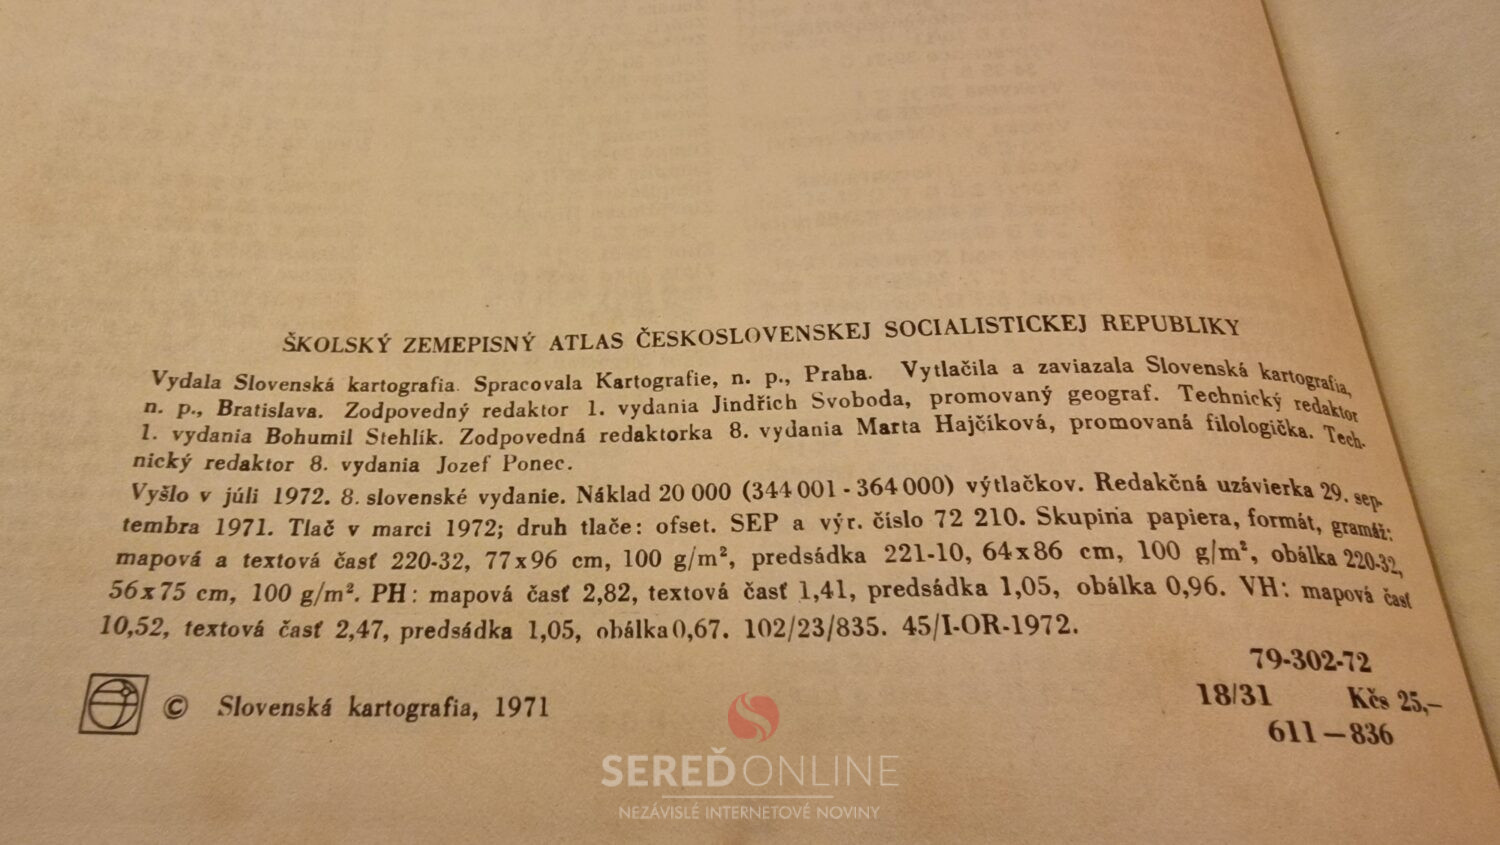 ŠKOLSKÝ ZEMEPISNÝ ATLAS ČESKOSLOVENSKEJ SOCIALISTICKEJ REPUBLIKY
Vydala Slovenská kartografia. Spracovala Kartografie, n. p., Praha. Vytlačila a zaviazala Slovenská kartografia,
n. p., Bratislava. Zodpovedný redaktor 1. vydania Jindřich Svoboda, promovaný geograf. Technický redaktor
1. vydania Bohumil Stehlík. Zodpovedná redaktorka 8. vydania Marta Hajčíková, promovaná filologička. Tech-
nický redaktor 8. vydania Jozef Ponec.
Vyšlo v júli 1972. 8. slovenské vydanie. Náklad 20 000 (344 001 - 364 000) výtlačkov. Redakčná uzávierka 29. sep-
tembra 1971. Tlač v marci 1972; druh tlače: ofset. SEP a výr. číslo 72 210. Skupina papiera, formát, gramáž:
mapová a textová časť 220-32, 77x96 cm, 100 g/m², predsádka 221-10, 64x86 cm, 100 g/m², obálka 220-32,
56x75 cm, 100 g/m². PH: mapová časť 2,82, textová časť 1,41, predsádka 1,05, obálka 0,96. VH: mapová časť
10,52, textová časť 2,47, predsádka 1,05, obálka 0,67. 102/23/835. 45/I-OR-1972.
79-302-72
© Slovenská kartografia, 1971
18/31 Kčs 25,–
611 — 836
SEREĎONLINE
NEZÁVISLÉ INTERNETOVÉ NOVINY